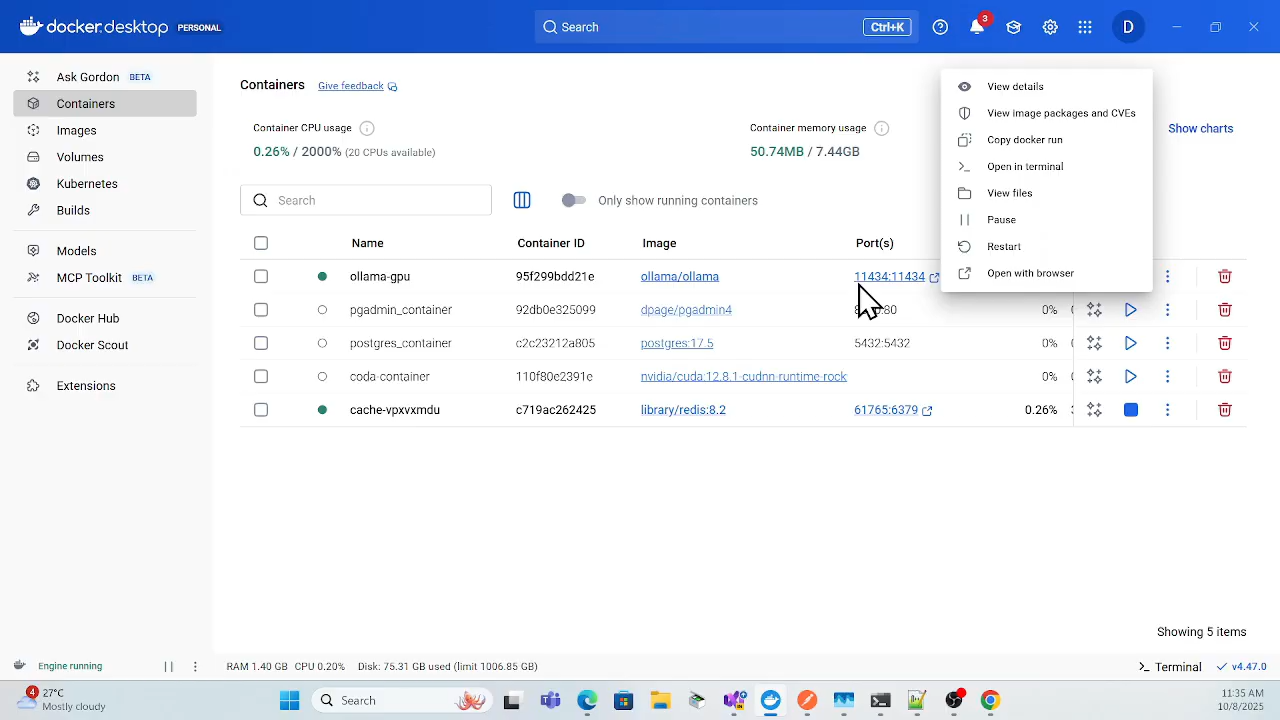 docker.desktop PERSONAL
Search
Ctrl+K
3
D
Ask Gordon BETA
Containers
Images
Volumes
Kubernetes
Builds
Models
MCP Toolkit BETA
Docker Hub
Docker Scout
Extensions
Containers Give feedback
Container CPU usage
0.26% / 2000% (20 CPUs available)
Container memory usage
50.74MB / 7.44GB
Show charts
View details
View image packages and CVEs
Copy docker run
Open in terminal
View files
Pause
Restart
Open with browser
Search
Only show running containers
Name Container ID Image Port(s)
ollama-gpu 95f299bdd21e ollama/ollama 11434:11434
pgadmin_container 92db0e325099 dpage/pgadmin4 0%
postgres_container c2c23212a805 postgres:17.5 5432:5432 0%
coda-container 110f80e2391e nvidia/cuda:12.8.1-cudnn-runtime-rock 0%
cache-vpxvxmdu c719ac262425 library/redis:8.2 61765:6379 0.26%
Showing 5 items
Engine running
RAM 1.40 GB CPU 0.20% Disk: 75.31 GB used (limit 1006.85 GB)
Terminal
v4.47.0
4
27°C
Mostly cloudy
Search
11:35 AM
10/8/2025